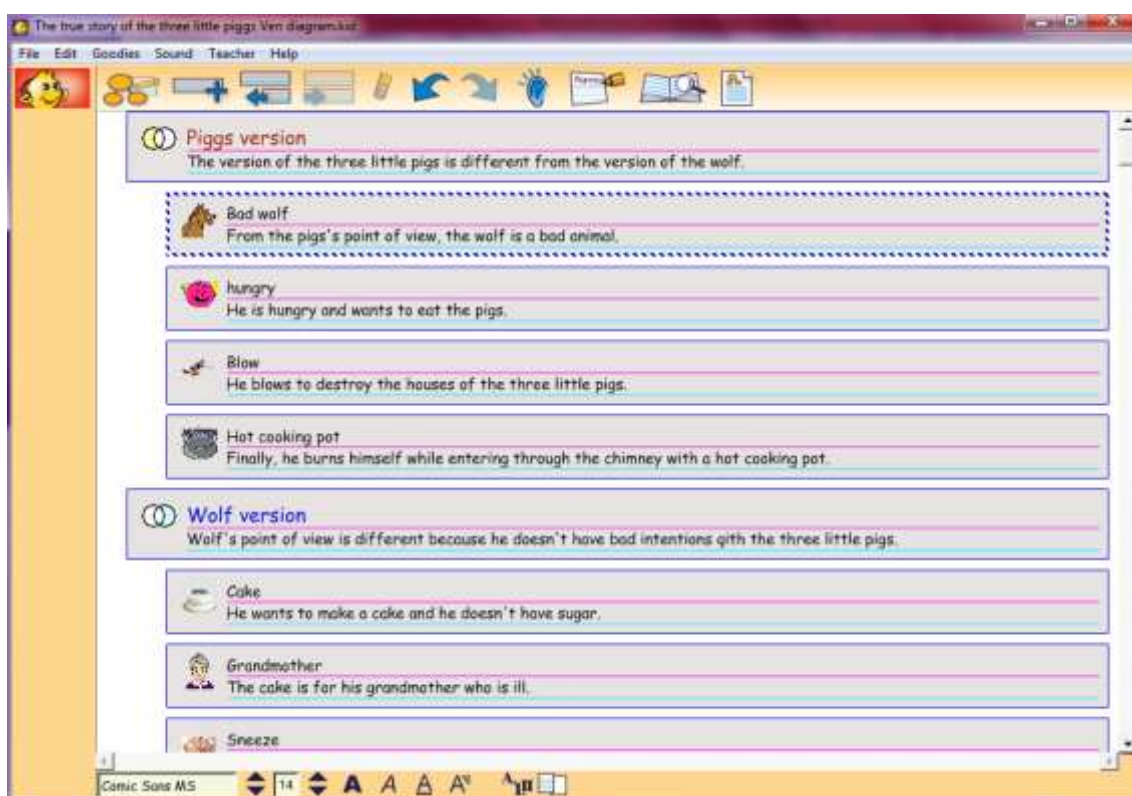 The true story of the three little piggs Ven diagram.kid
File Edit Goodies Sound Teacher Help
Piggs version
The version of the three little pigs is different from the version of the wolf.
Bad wolf
From the pigs's point of view, the wolf is a bad animal.
hungry
He is hungry and wants to eat the pigs.
Blow
He blows to destroy the houses of the three little pigs.
Hot cooking pot
Finally, he burns himself while entering through the chimney with a hot cooking pot.
Wolf version
Wolf's point of view is different because he doesn't have bad intentions qith the three little pigs.
Cake
He wants to make a cake and he doesn't have sugar.
Grandmother
The cake is for his grandmother who is ill.
Sneeze
Comic Sans MS 14 A A A